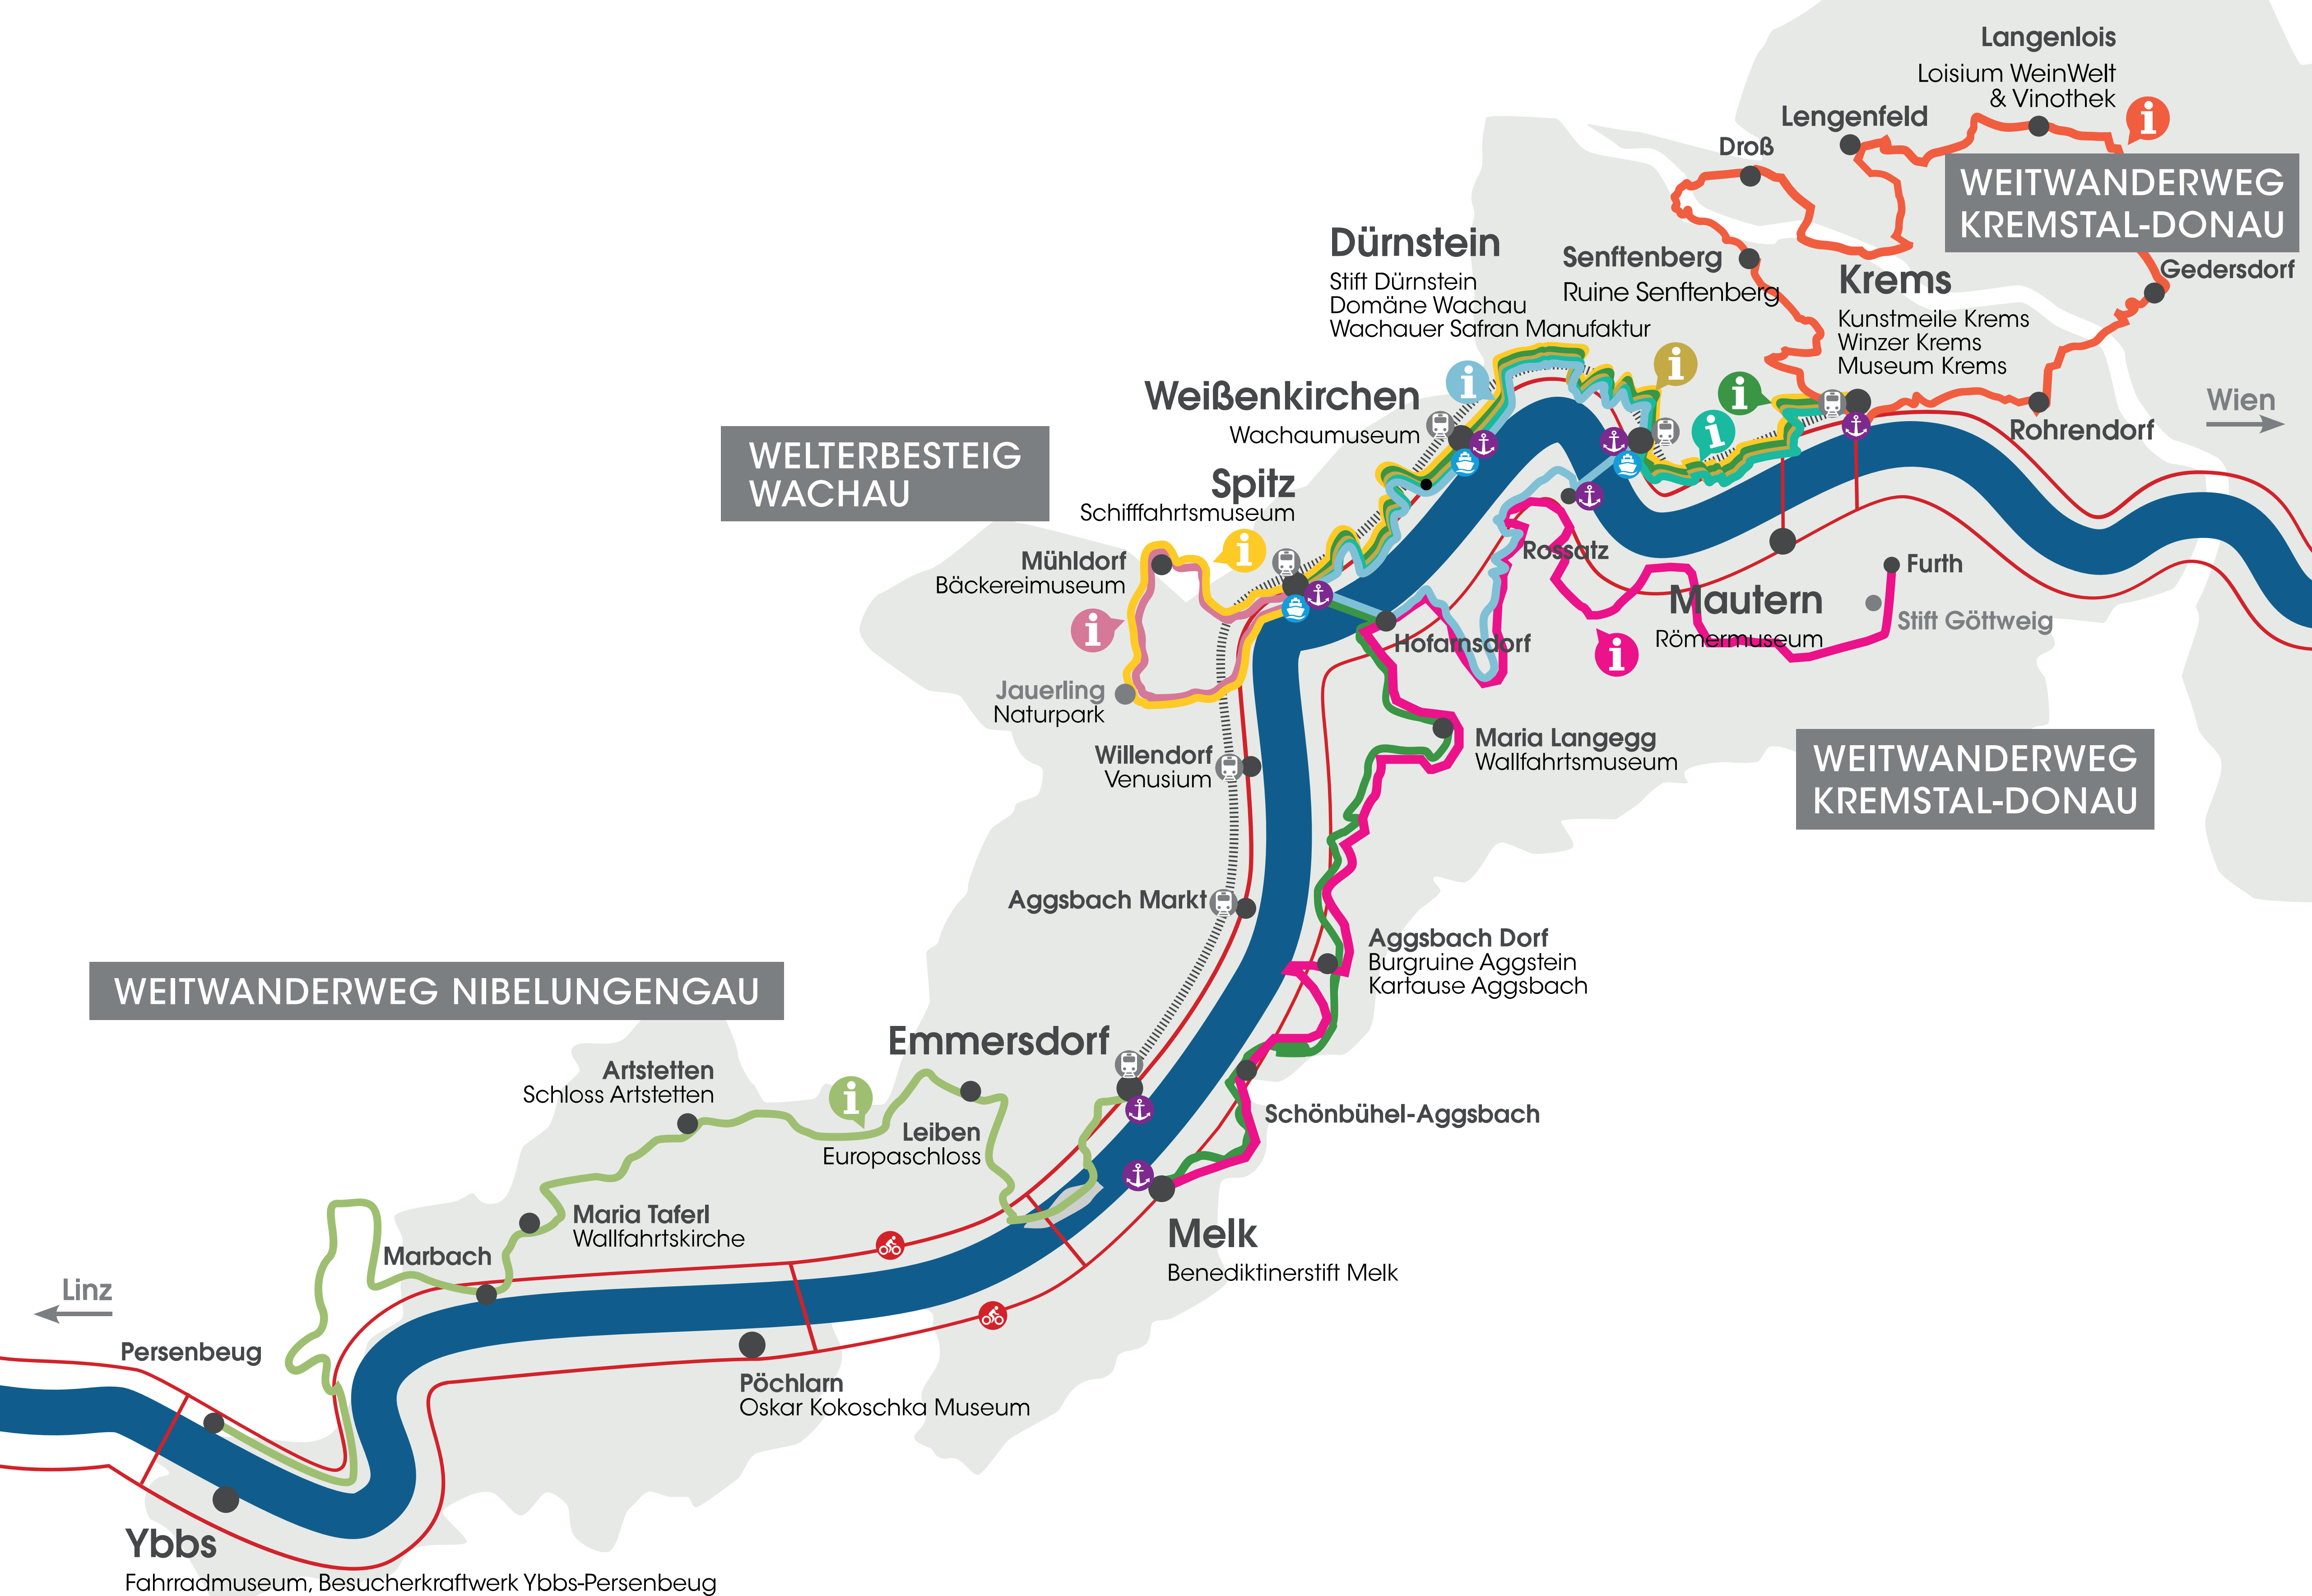 Langenlois
Loisium WeinWelt
& Vinothek
Lengenfeld
Droß
WEITWANDERWEG
KREMSTAL-DONAU
Dürnstein
Stift Dürnstein
Domäne Wachau
Wachauer Safran Manufaktur
Senftenberg
Ruine Senftenberg
Krems
Kunstmeile Krems
Winzer Krems
Museum Krems
Gedersdorf
Wien
Rohrendorf
Weißenkirchen
Wachaumuseum
WELTERBESTEIG
WACHAU
Spitz
Schifffahrtsmuseum
Mühldorf
Bäckereimuseum
Rossatz
Furth
Stift Göttweig
Mautern
Römermuseum
Hofarnsdorf
Jauerling
Naturpark
Willendorf
Venusium
Maria Langegg
Wallfahrtsmuseum
WEITWANDERWEG
KREMSTAL-DONAU
Aggsbach Markt
Aggsbach Dorf
Burgruine Aggstein
Kartause Aggsbach
WEITWANDERWEG NIBELUNGENGAU
Emmersdorf
Artstetten
Schloss Artstetten
Leiben
Europaschloss
Schönbühel-Aggsbach
Maria Taferl
Wallfahrtskirche
Marbach
Melk
Benediktinerstift Melk
Linz
Persenbeug
Pöchlarn
Oskar Kokoschka Museum
Ybbs
Fahrradmuseum, Besucherkraftwerk Ybbs-Persenbeug